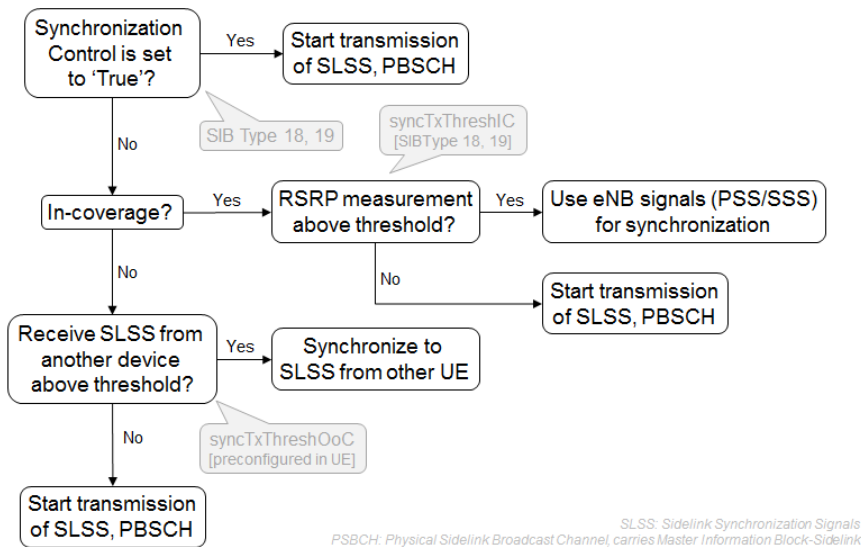 Synchronization
Control is set
to ‘True’?
Yes
Start transmission
of SLSS, PBSCH
SIB Type 18, 19
syncTxThreshIC
[SIBType 18, 19]
No
In-coverage?
Yes
RSRP measurement
above threshold?
Yes
Use eNB signals (PSS/SSS)
for synchronization
No
No
Start transmission
of SLSS, PBSCH
Receive SLSS from
another device
above threshold?
Yes
Synchronize to
SLSS from other UE
syncTxThreshOoC
[preconfigured in UE]
No
Start transmission
of SLSS, PBSCH
SLSS: Sidelink Synchronization Signals
PSBCH: Physical Sidelink Broadcast Channel, carries Master Information Block-Sidelink